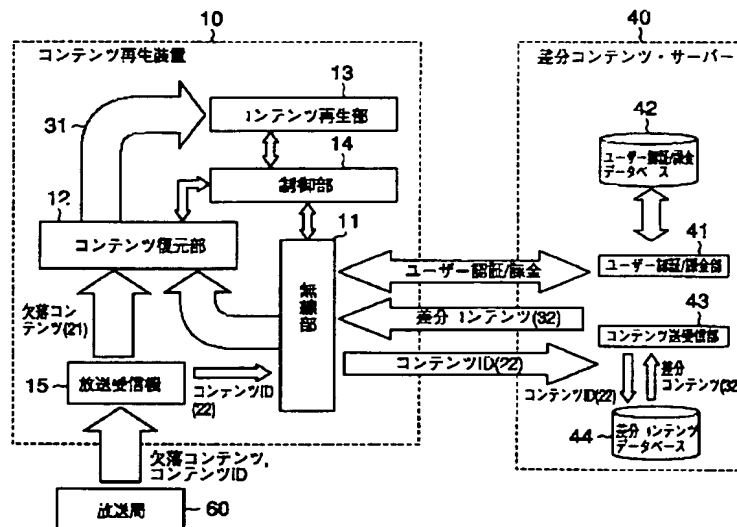 10
コンテンツ再生装置
13
コンテンツ再生部
31
14
制御部
12
コンテンツ復元部
11
無線部
欠落コン
テンツ(21)
15
放送受信機
コンテンツID
(22)
欠落コンテンツ,
コンテンツID
放送局
60
ユーザー認証/課金
差分コンテンツ(32)
コンテンツID(22)
40
差分コンテンツ・サーバー
42
ユーザー認証/課金
データベース
41
ユーザー認証/課金部
43
コンテンツ送受信部
コンテンツID(22)
差分
コンテンツ(32)
44
差分コンテンツ
データベース